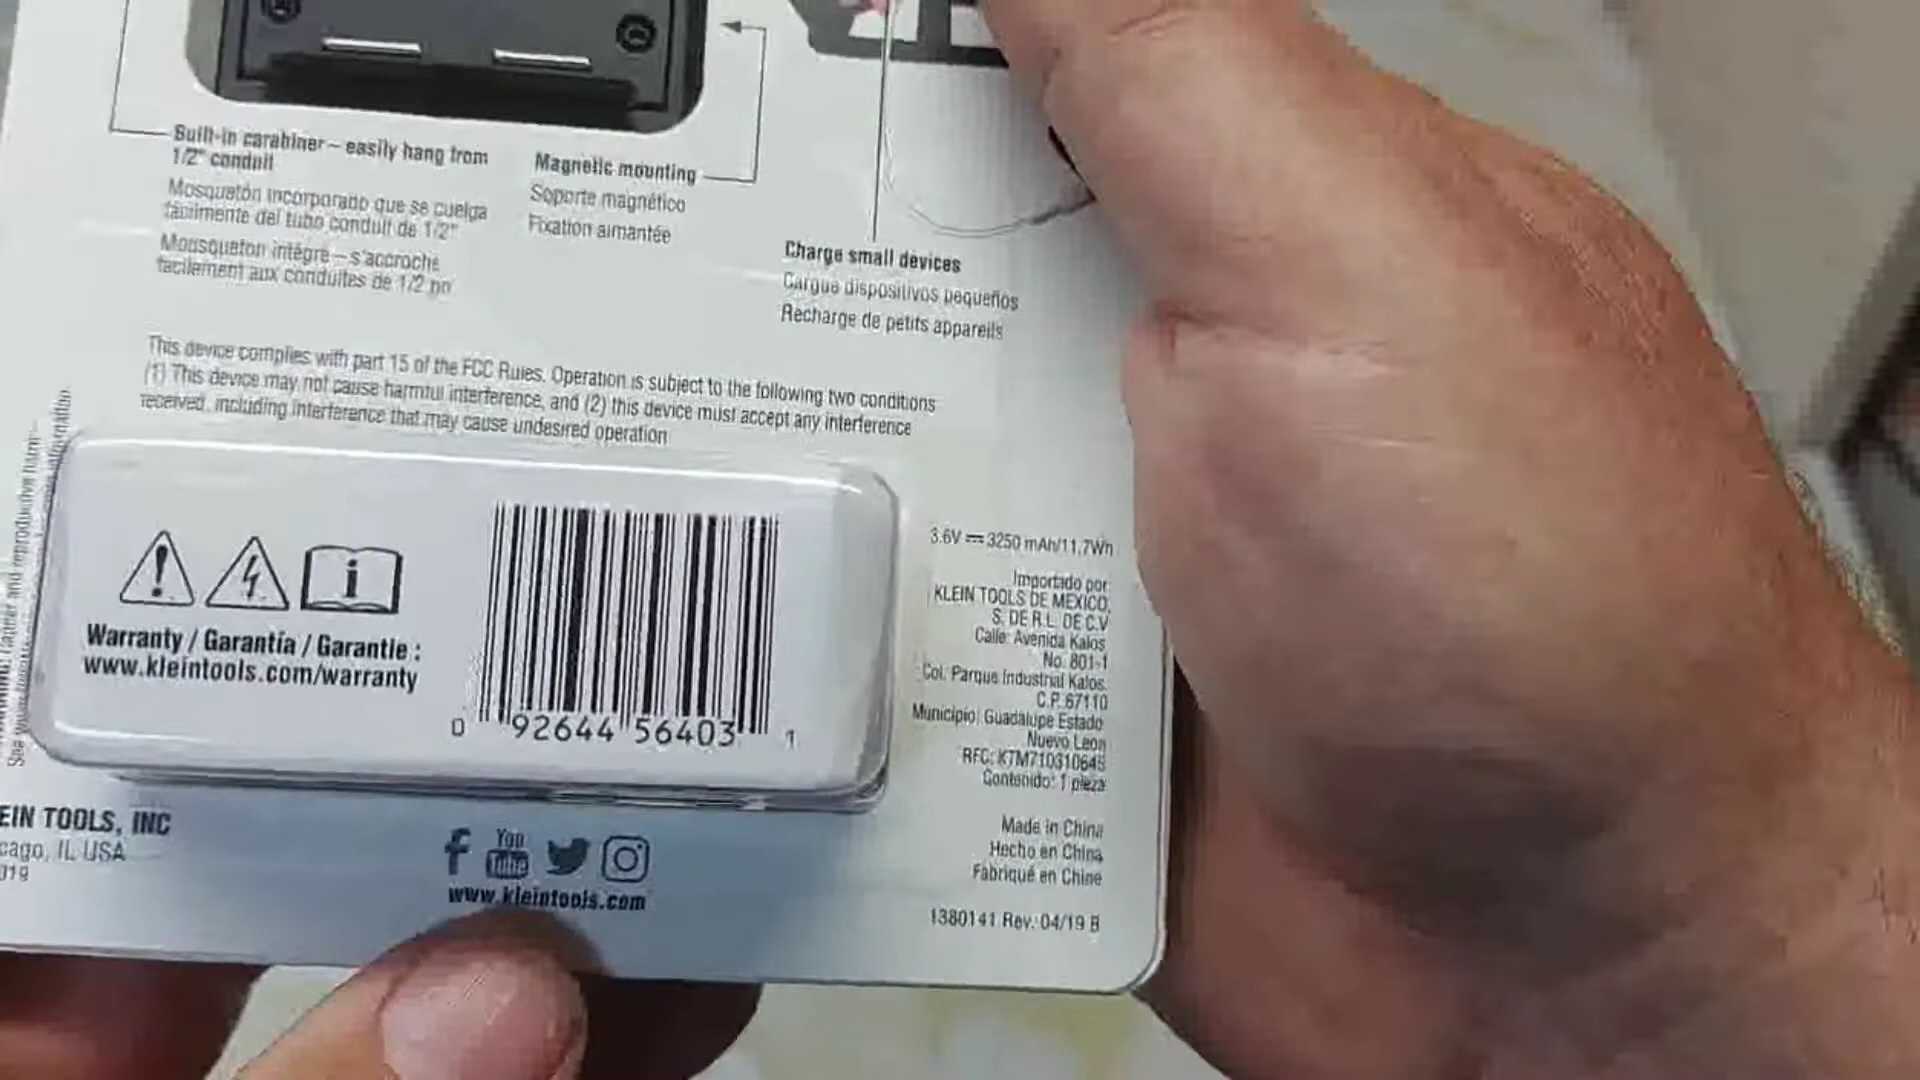 Built-in carabiner – easily hang from
1/2" conduit
Mosquetón incorporado que se cuelga
fácilmente del tubo conduit de 1/2"
Mousqueton intégré – s'accroche
facilement aux conduites de 1/2 po
Magnetic mounting
Soporte magnético
Fixation aimantée
Charge small devices
Cargue dispositivos pequeños
Recharge de petits appareils
This device complies with part 15 of the FCC Rules. Operation is subject to the following two conditions
(1) This device may not cause harmful interference, and (2) this device must accept any interference
received, including interference that may cause undesired operation
Warranty / Garantía / Garantie :
www.kleintools.com/warranty
0 92644 56403 1
3.6V ⎓ 3250 mAh/11.7Wh
Importado por:
KLEIN TOOLS DE MEXICO,
S. DE R.L. DE C.V
Calle: Avenida Kalos
No. 801-1
Col. Parque Industrial Kalos.
C.P. 67110
Municipio: Guadalupe Estado
Nuevo Leon
Contenido: 1 pieza
EIN TOOLS, INC
cago, IL USA
019
You
Tube
www.kleintools.com
Made in China
Hecho en China
Fabriqué en Chine
1380141 Rev. 04/19 B